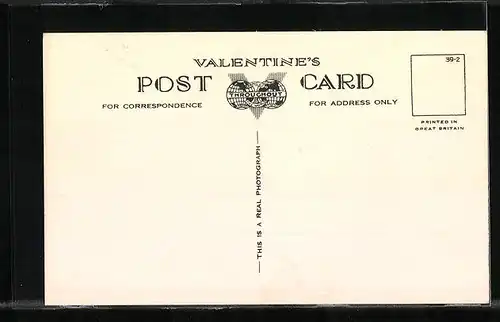 VALENTINE'S
POST CARD
THROUGHOUT
FOR CORRESPONDENCE
FOR ADDRESS ONLY
39-2
PRINTED IN
GREAT BRITAIN
—THIS IS A REAL PHOTOGRAPH—